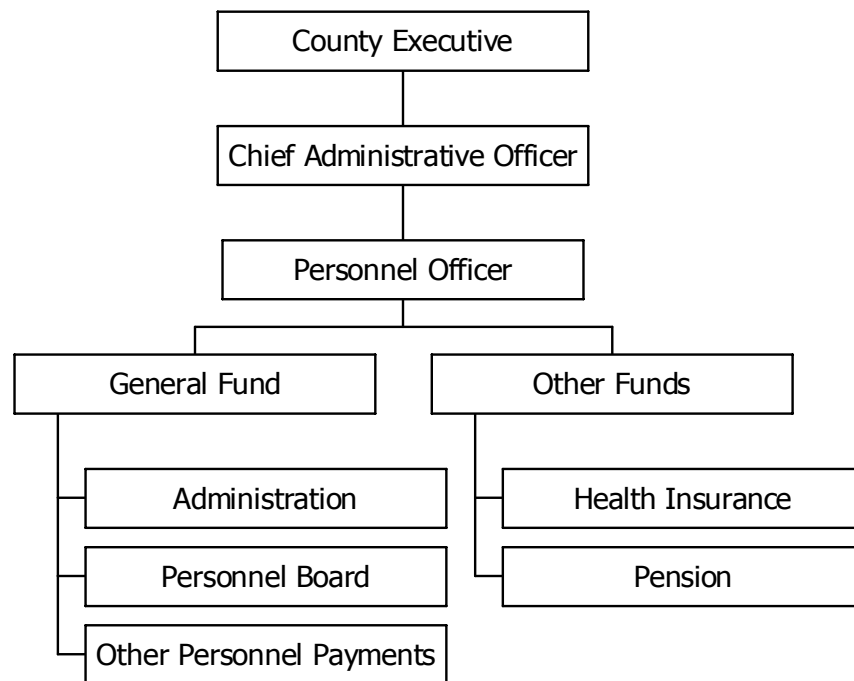 County Executive
Chief Administrative Officer
Personnel Officer
General Fund
Other Funds
Administration
Health Insurance
Personnel Board
Pension
Other Personnel Payments